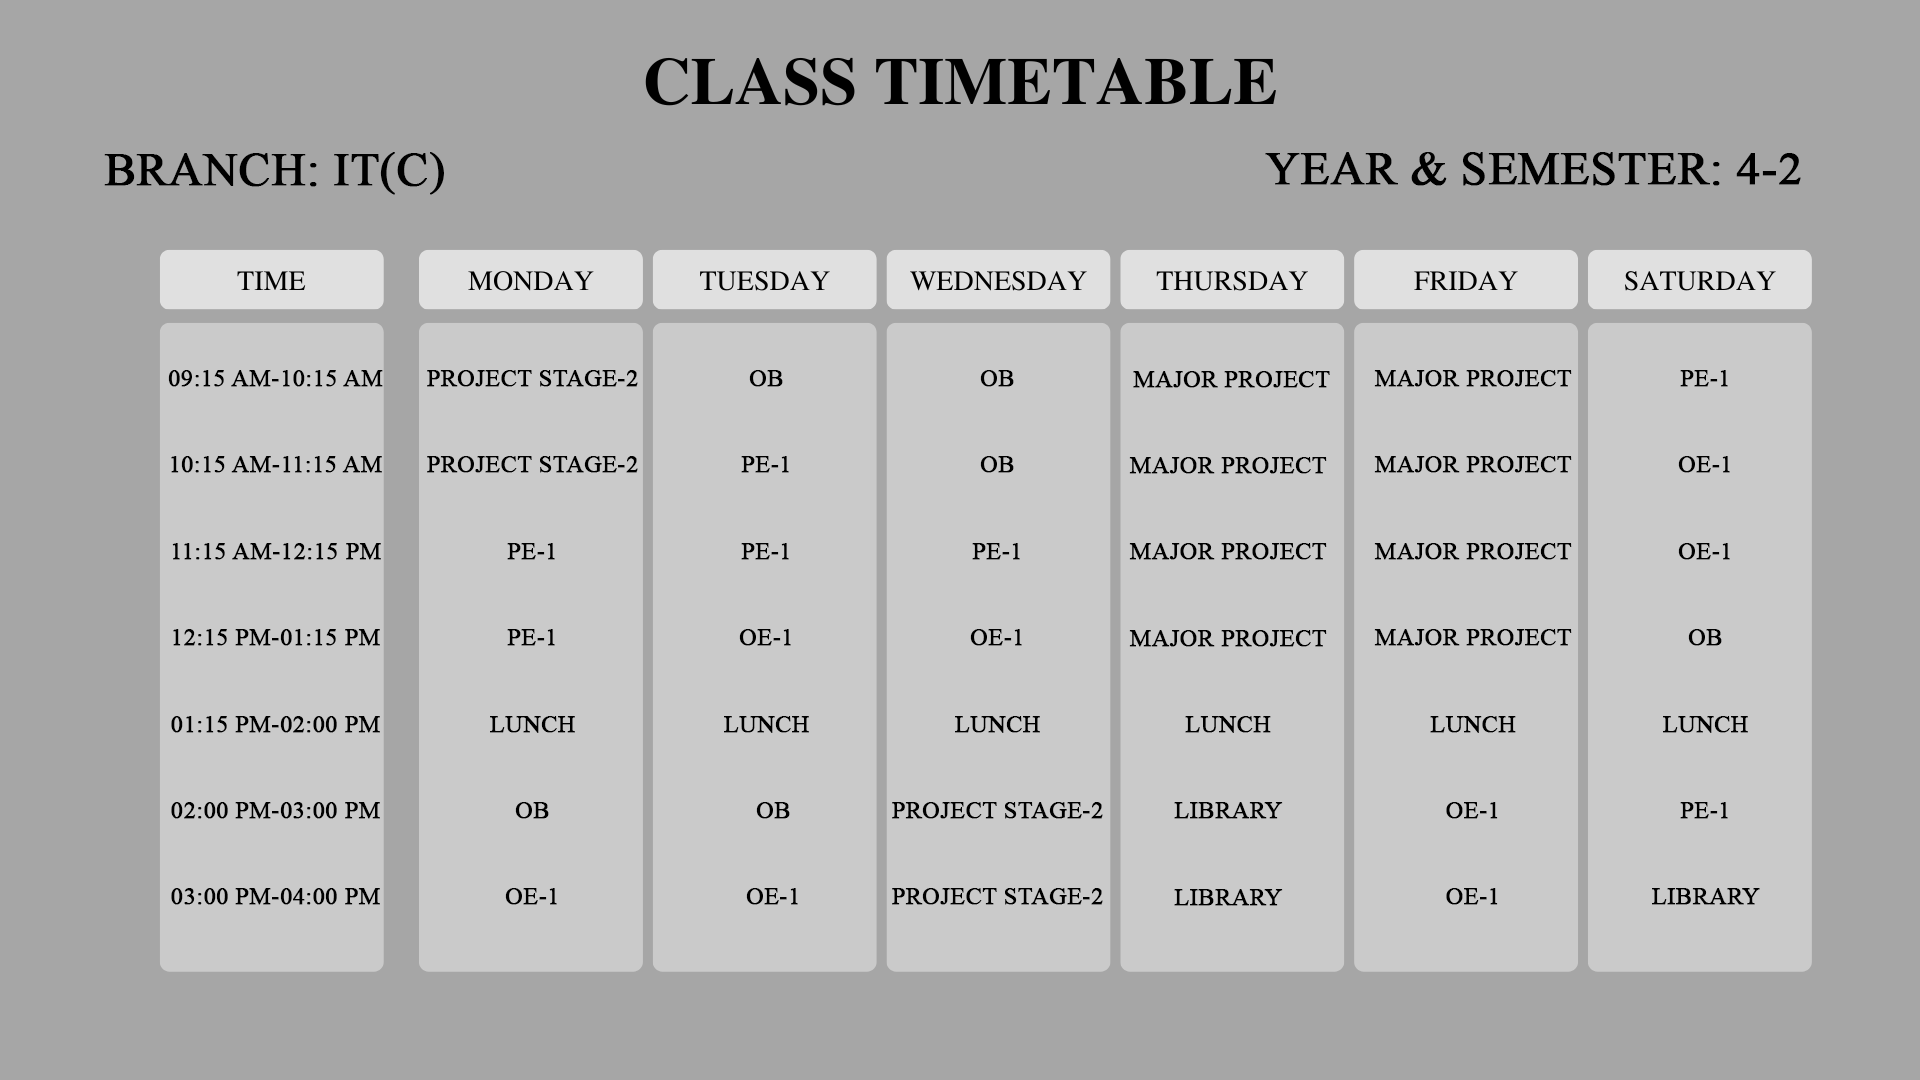 CLASS TIMETABLE
BRANCH: IT(C) YEAR & SEMESTER: 4-2
TIME MONDAY TUESDAY WEDNESDAY THURSDAY FRIDAY SATURDAY
09:15 AM-10:15 AM PROJECT STAGE-2 OB OB MAJOR PROJECT MAJOR PROJECT PE-1
10:15 AM-11:15 AM PROJECT STAGE-2 PE-1 OB MAJOR PROJECT MAJOR PROJECT OE-1
11:15 AM-12:15 PM PE-1 PE-1 PE-1 MAJOR PROJECT MAJOR PROJECT OE-1
12:15 PM-01:15 PM PE-1 OE-1 OE-1 MAJOR PROJECT MAJOR PROJECT OB
01:15 PM-02:00 PM LUNCH LUNCH LUNCH LUNCH LUNCH LUNCH
02:00 PM-03:00 PM OB OB PROJECT STAGE-2 LIBRARY OE-1 PE-1
03:00 PM-04:00 PM OE-1 OE-1 PROJECT STAGE-2 LIBRARY OE-1 LIBRARY